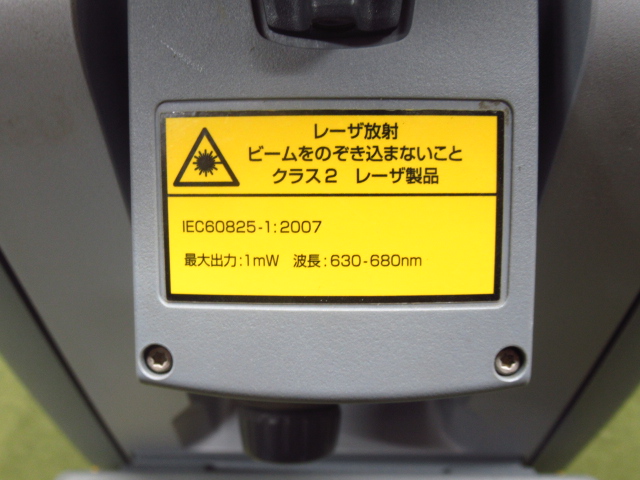 レーザ放射
ビームをのぞき込まないこと
クラス2 レーザ製品
IEC60825-1:2007
最大出力:1mW 波長:630-680nm